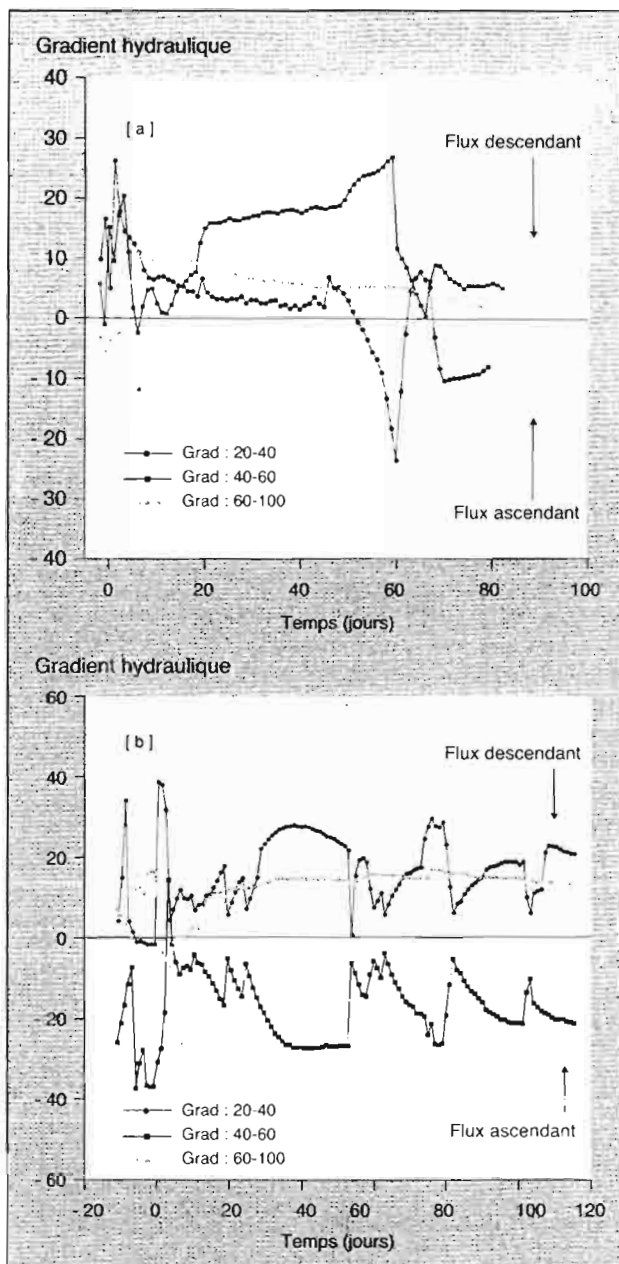 Gradient hydraulique
40
30
[ a ]
Flux descendant
20
10
0
- 10
- 20
Grad : 20-40
Grad : 40-60
Grad : 60-100
- 30
Flux ascendant
- 40
0 20 40 60 80 100
Temps (jours)
Gradient hydraulique
60
[ b ]
Flux descendant
40
20
0
- 20
- 40
Grad : 20-40
Grad : 40-60
Grad : 60-100
Flux ascendant
- 60
- 20 0 20 40 60 80 100 120
Temps (jours)